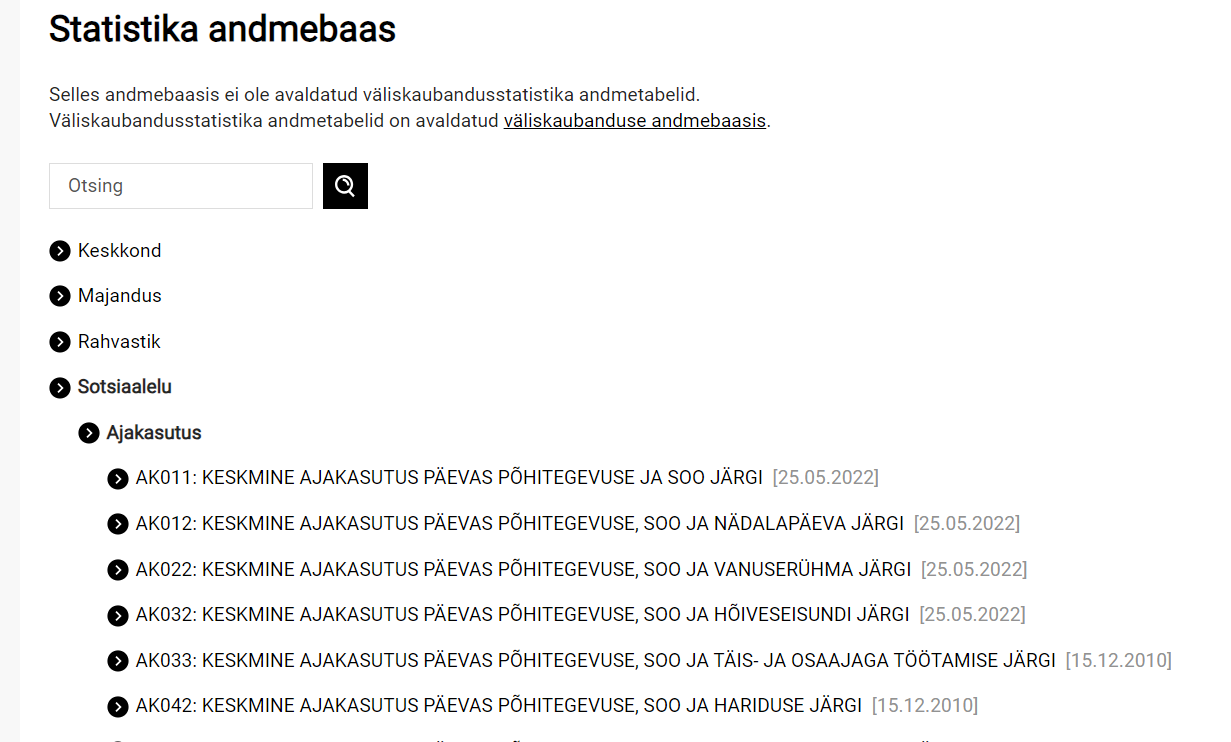 Statistika andmebaas
Selles andmebaasis ei ole avaldatud väliskaubandusstatistika andmetabelid.
Väliskaubandusstatistika andmetabelid on avaldatud väliskaubanduse andmebaasis.
Otsing
Keskkond
Majandus
Rahvastik
Sotsiaalelu
Ajakasutus
AK011: KESKMINE AJAKASUTUS PÄEVAS PÕHITEGEVUSE JA SOO JÄRGI [25.05.2022]
AK012: KESKMINE AJAKASUTUS PÄEVAS PÕHITEGEVUSE, SOO JA NÄDALAPÄEVA JÄRGI [25.05.2022]
AK022: KESKMINE AJAKASUTUS PÄEVAS PÕHITEGEVUSE, SOO JA VANUSERÜHMA JÄRGI [25.05.2022]
AK032: KESKMINE AJAKASUTUS PÄEVAS PÕHITEGEVUSE, SOO JA HÕIVESEISUNDI JÄRGI [25.05.2022]
AK033: KESKMINE AJAKASUTUS PÄEVAS PÕHITEGEVUSE, SOO JA TÄIS- JA OSAAJAGA TÖÖTAMISE JÄRGI [15.12.2010]
AK042: KESKMINE AJAKASUTUS PÄEVAS PÕHITEGEVUSE, SOO JA HARIDUSE JÄRGI [15.12.2010]